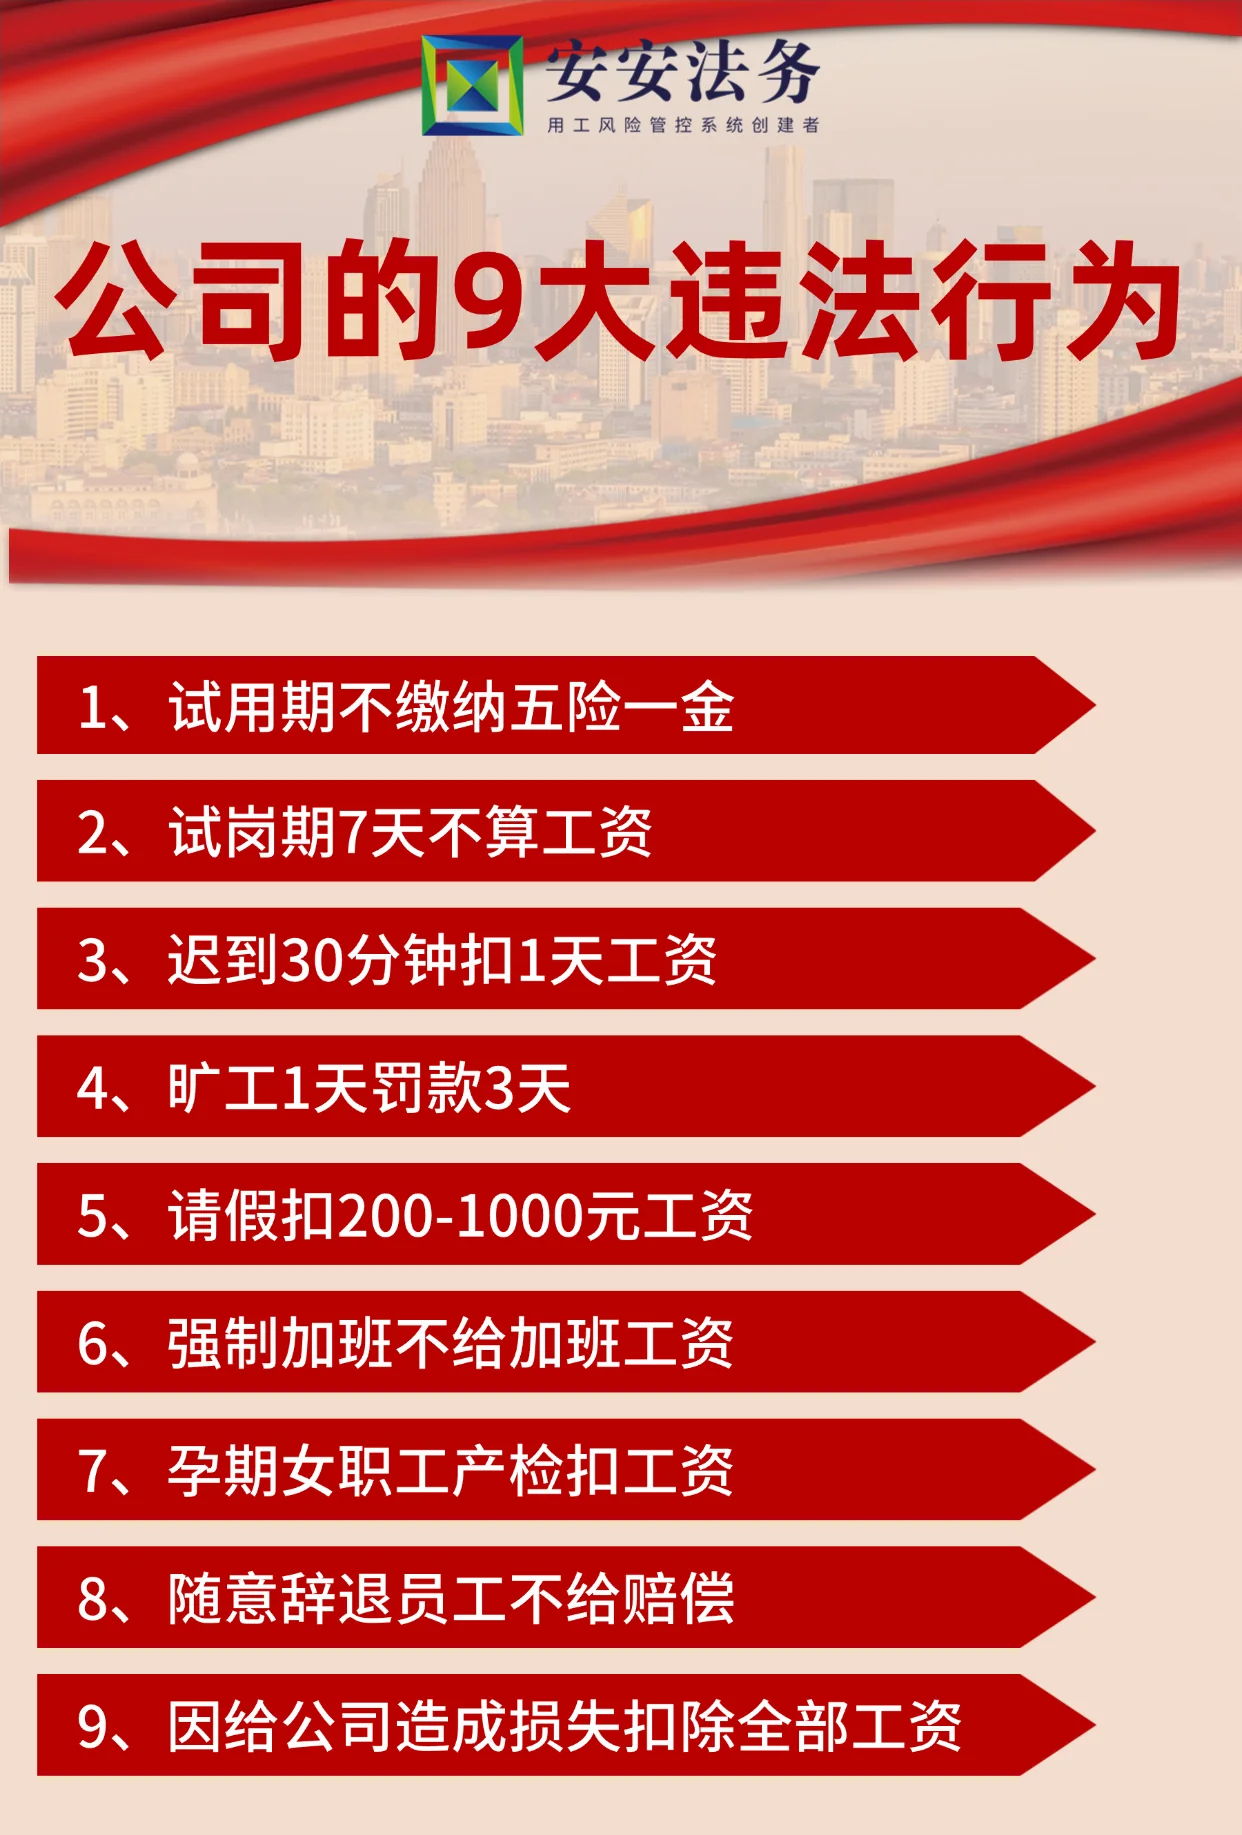 安安法务
用工风险管控系统创建者
公司的9大违法行为
1、试用期不缴纳五险一金
2、试岗期7天不算工资
3、迟到30分钟扣1天工资
4、旷工1天罚款3天
5、请假扣200-1000元工资
6、强制加班不给加班工资
7、孕期女职工产检扣工资
8、随意辞退员工不给赔偿
9、因给公司造成损失扣除全部工资